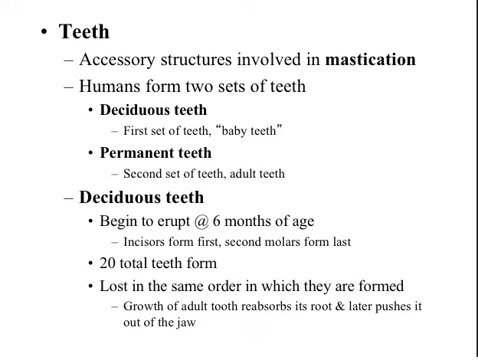 • Teeth
– Accessory structures involved in mastication
– Humans form two sets of teeth
• Deciduous teeth
– First set of teeth, “baby teeth”
• Permanent teeth
– Second set of teeth, adult teeth
– Deciduous teeth
• Begin to erupt @ 6 months of age
– Incisors form first, second molars form last
• 20 total teeth form
• Lost in the same order in which they are formed
– Growth of adult tooth reabsorbs its root & later pushes it
out of the jaw